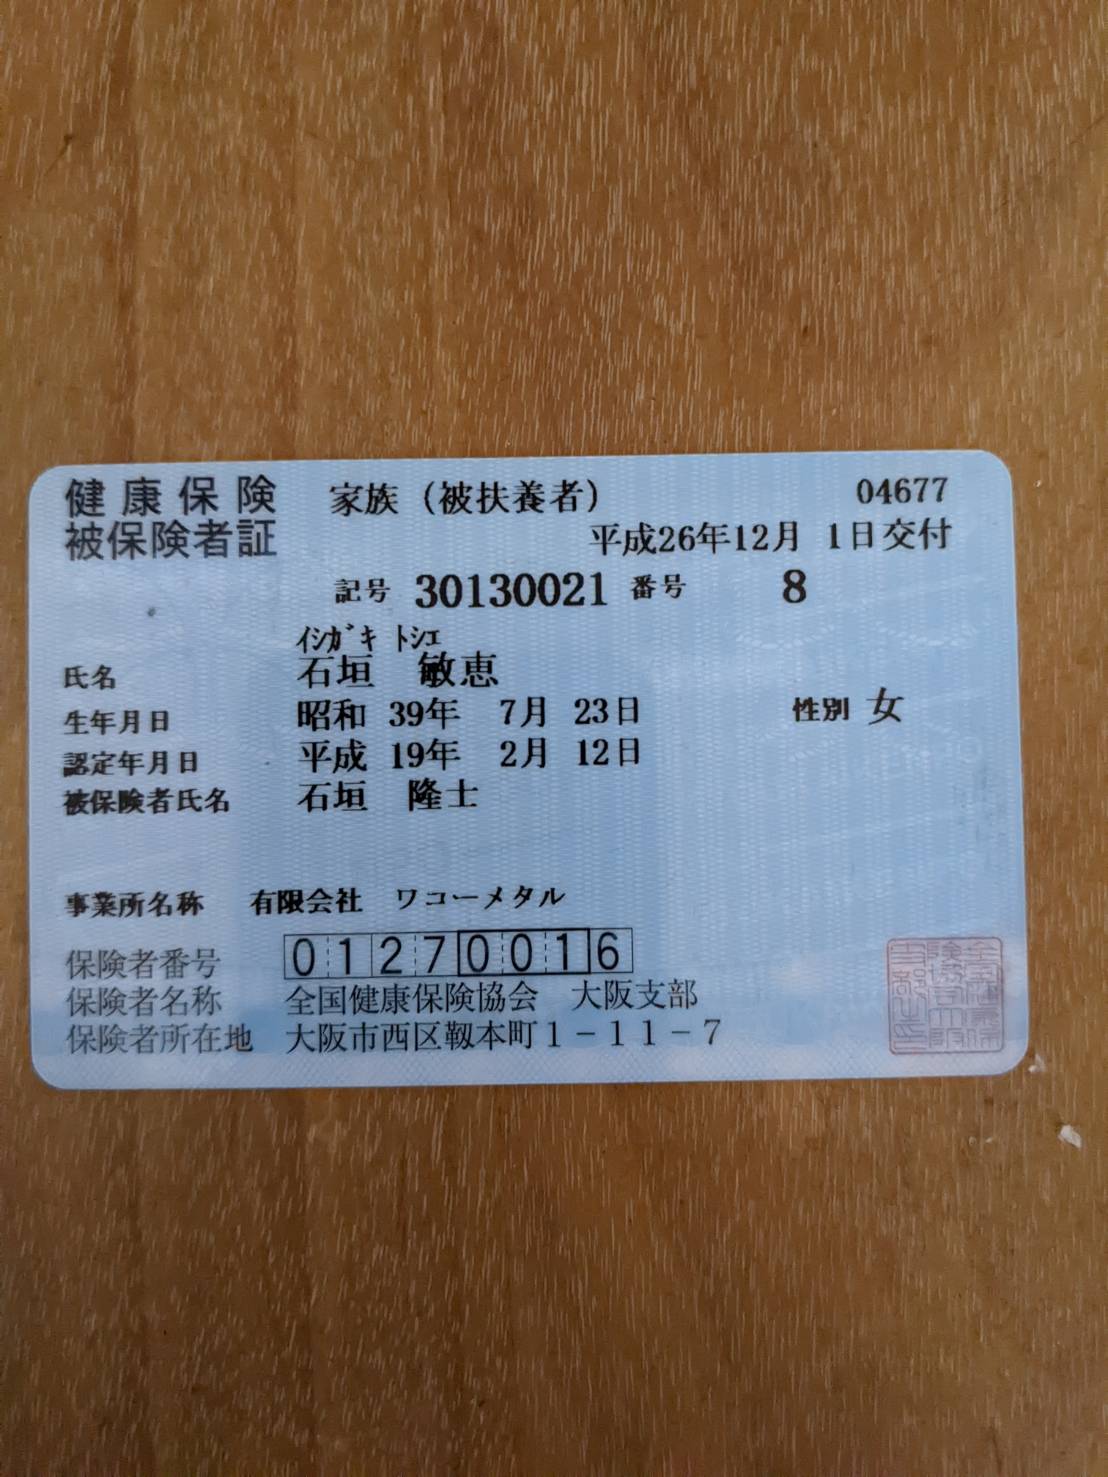 健康保険 家族（被扶養者） 04677
被保険者証 平成26年12月 1日交付
記号 30130021 番号 8
ｲｼｶﾞｷ ﾄｼｴ
氏名 石垣 敏恵
生年月日 昭和 39年 7月 23日 性別 女
認定年月日 平成 19年 2月 12日
被保険者氏名 石垣 隆士
事業所名称 有限会社 ワコーメタル
保険者番号 01270016
保険者名称 全国健康保険協会 大阪支部
保険者所在地 大阪市西区靱本町1－11－7